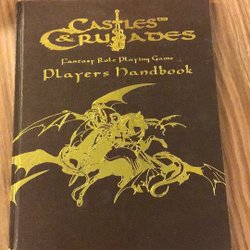 Castles
& Crusades
Fantasy Role Playing Game
Players Handbook